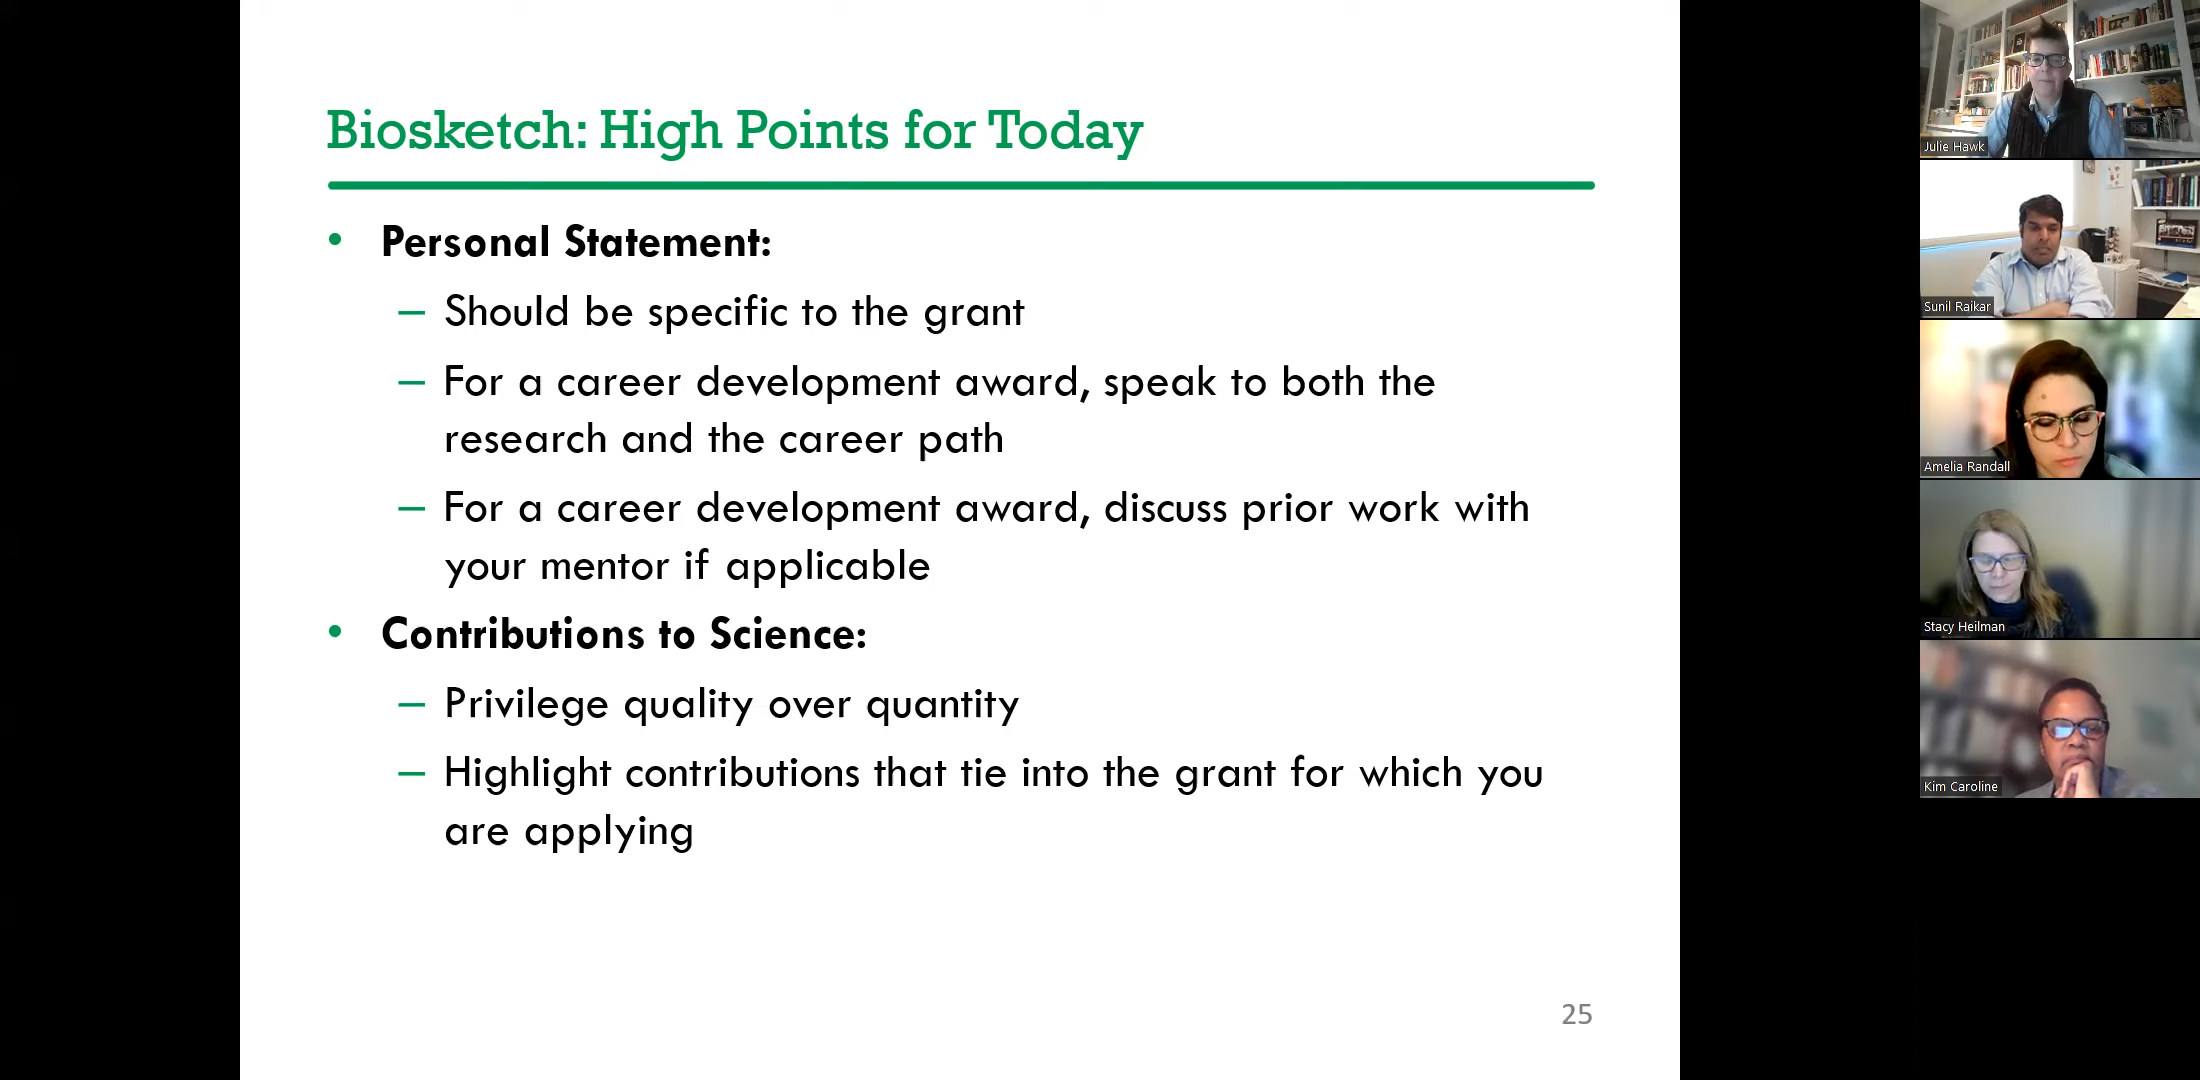 Biosketch: High Points for Today
• Personal Statement:
– Should be specific to the grant
– For a career development award, speak to both the
research and the career path
– For a career development award, discuss prior work with
your mentor if applicable
• Contributions to Science:
– Privilege quality over quantity
– Highlight contributions that tie into the grant for which you
are applying
25
Julie Hawk
Sunil Raikar
Amelia Randall
Stacy Heilman
Kim Caroline